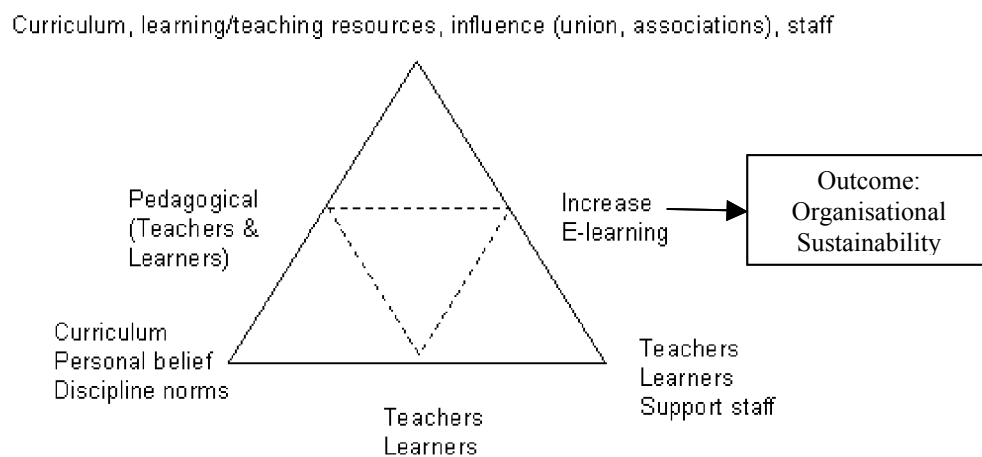 Curriculum, learning/teaching resources, influence (union, associations), staff
Pedagogical
(Teachers &
Learners)
Increase
E-learning
Outcome:
Organisational
Sustainability
Curriculum
Personal belief
Discipline norms
Teachers
Learners
Support staff
Teachers
Learners